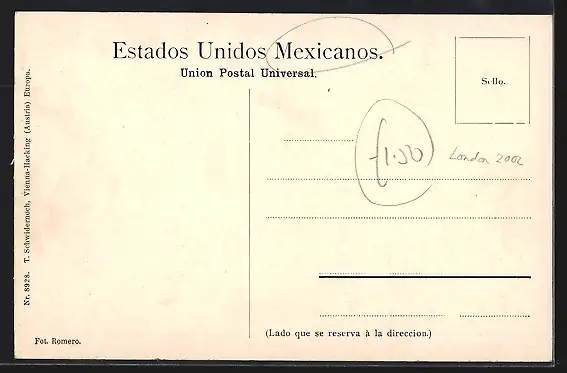 Estados Unidos Mexicanos.
Union Postal Universal.
Sello.
£1.50
London 2002
(Lado que se reserva à la direccion.)
Fot. Romero.
Nr. 8928. T. Schwidernoch, Vienna-Hacking (Austria) Europa.